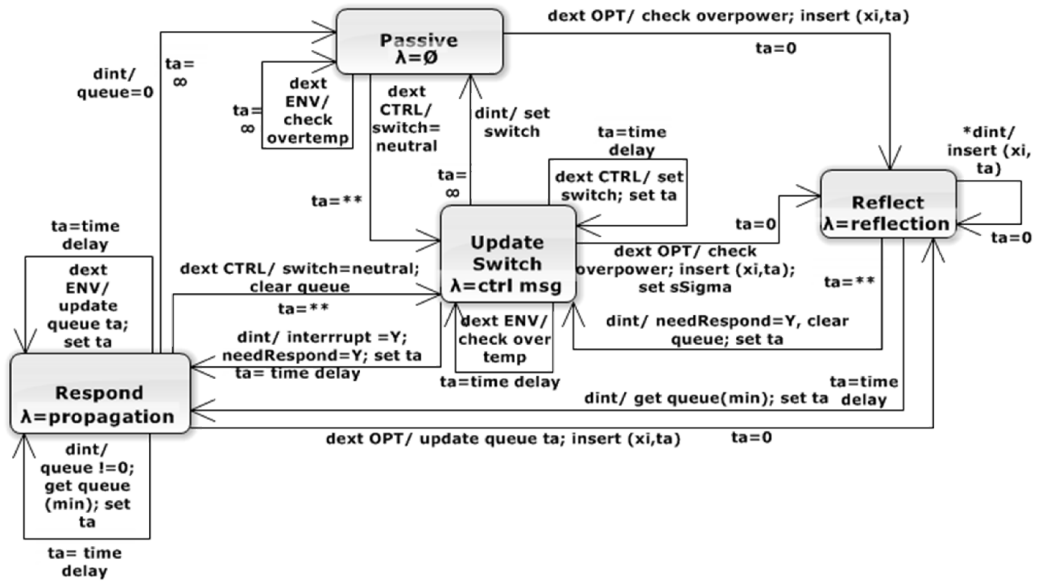 dext OPT/ check overpower; insert (xi,ta)
ta=0
Passive
λ=Ø
dint/
queue=0
ta=
∞
ta=
∞
dext
ENV/
check
overtemp
dext
CTRL/
switch=
neutral
dint/ set
switch
ta=**
ta=
∞
ta=time
delay
dext CTRL/ set
switch; set ta
*dint/
insert (xi,
ta)
ta=0
Reflect
λ=reflection
ta=0
Update
Switch
λ=ctrl msg
dext OPT/ check
overpower; insert (xi,ta);
set sSigma
ta=**
ta=time
delay
dext
ENV/
update
queue ta;
set ta
dext CTRL/ switch=neutral;
clear queue
ta=**
dint/ interrrupt =Y;
needRespond=Y; set ta
ta= time delay
dext ENV/
check over
temp
ta=time delay
dint/ needRespond=Y, clear
queue; set ta
dint/ get queue(min); set ta
ta=time
delay
Respond
λ=propagation
dext OPT/ update queue ta; insert (xi,ta)
ta=0
dint/
queue !=0;
get queue
(min); set
ta
ta= time
delay